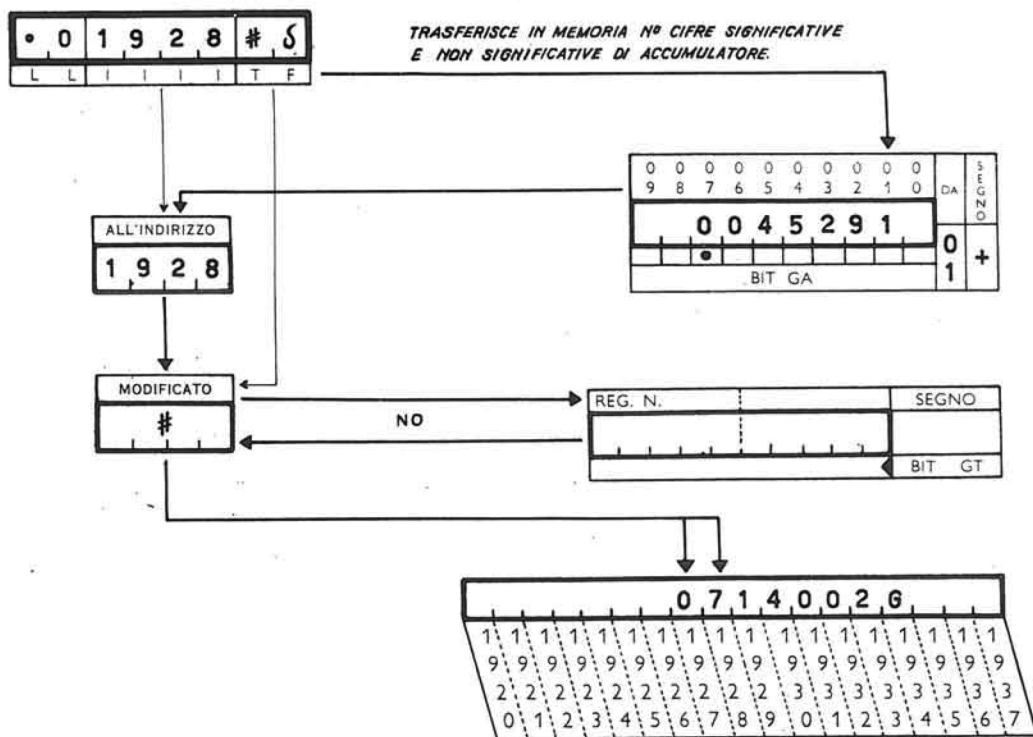 • 0 1 9 2 8 # δ
L L I I I I T F
TRASFERISCE IN MEMORIA Nº CIFRE SIGNIFICATIVE
E NON SIGNIFICATIVE DI ACCUMULATORE.
0 0 0 0 0 0 0 0 0 0
9 8 7 6 5 4 3 2 1 0
DA
SEGNO
0 0 4 5 2 9 1
01
+
•
BIT GA
ALL'INDIRIZZO
1 9 2 8
MODIFICATO
#
NO
REG. N.
SEGNO
BIT GT
0 7 1 4 0 0 2 G
1 1 1 1 1 1 1 1 1 1 1 1 1 1 1 1 1 1
9 9 9 9 9 9 9 9 9 9 9 9 9 9 9 9 9 9
2 2 2 2 2 2 2 2 2 2 3 3 3 3 3 3 3 3
0 1 2 3 4 5 6 7 8 9 0 1 2 3 4 5 6 7